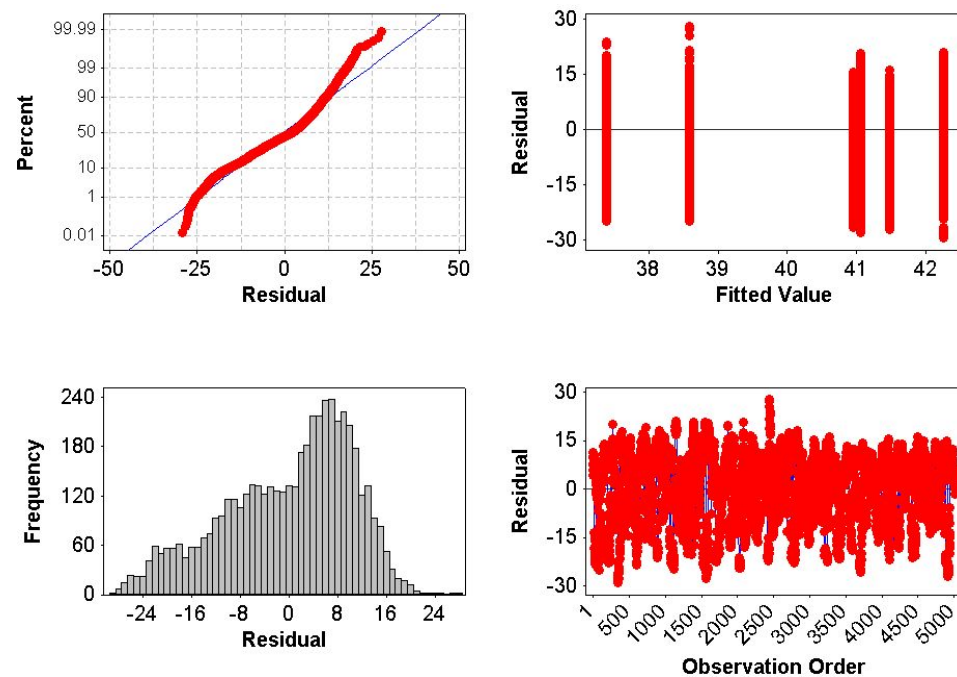 99.99
99
90
50
10
1
0.01
Percent
-50 -25 0 25 50
Residual
30
15
0
-15
-30
Residual
38 39 40 41 42
Fitted Value
240
180
120
60
0
Frequency
-24 -16 -8 0 8 16 24
Residual
30
15
0
-15
-30
Residual
1 500 1000 1500 2000 2500 3000 3500 4000 4500 5000
Observation Order